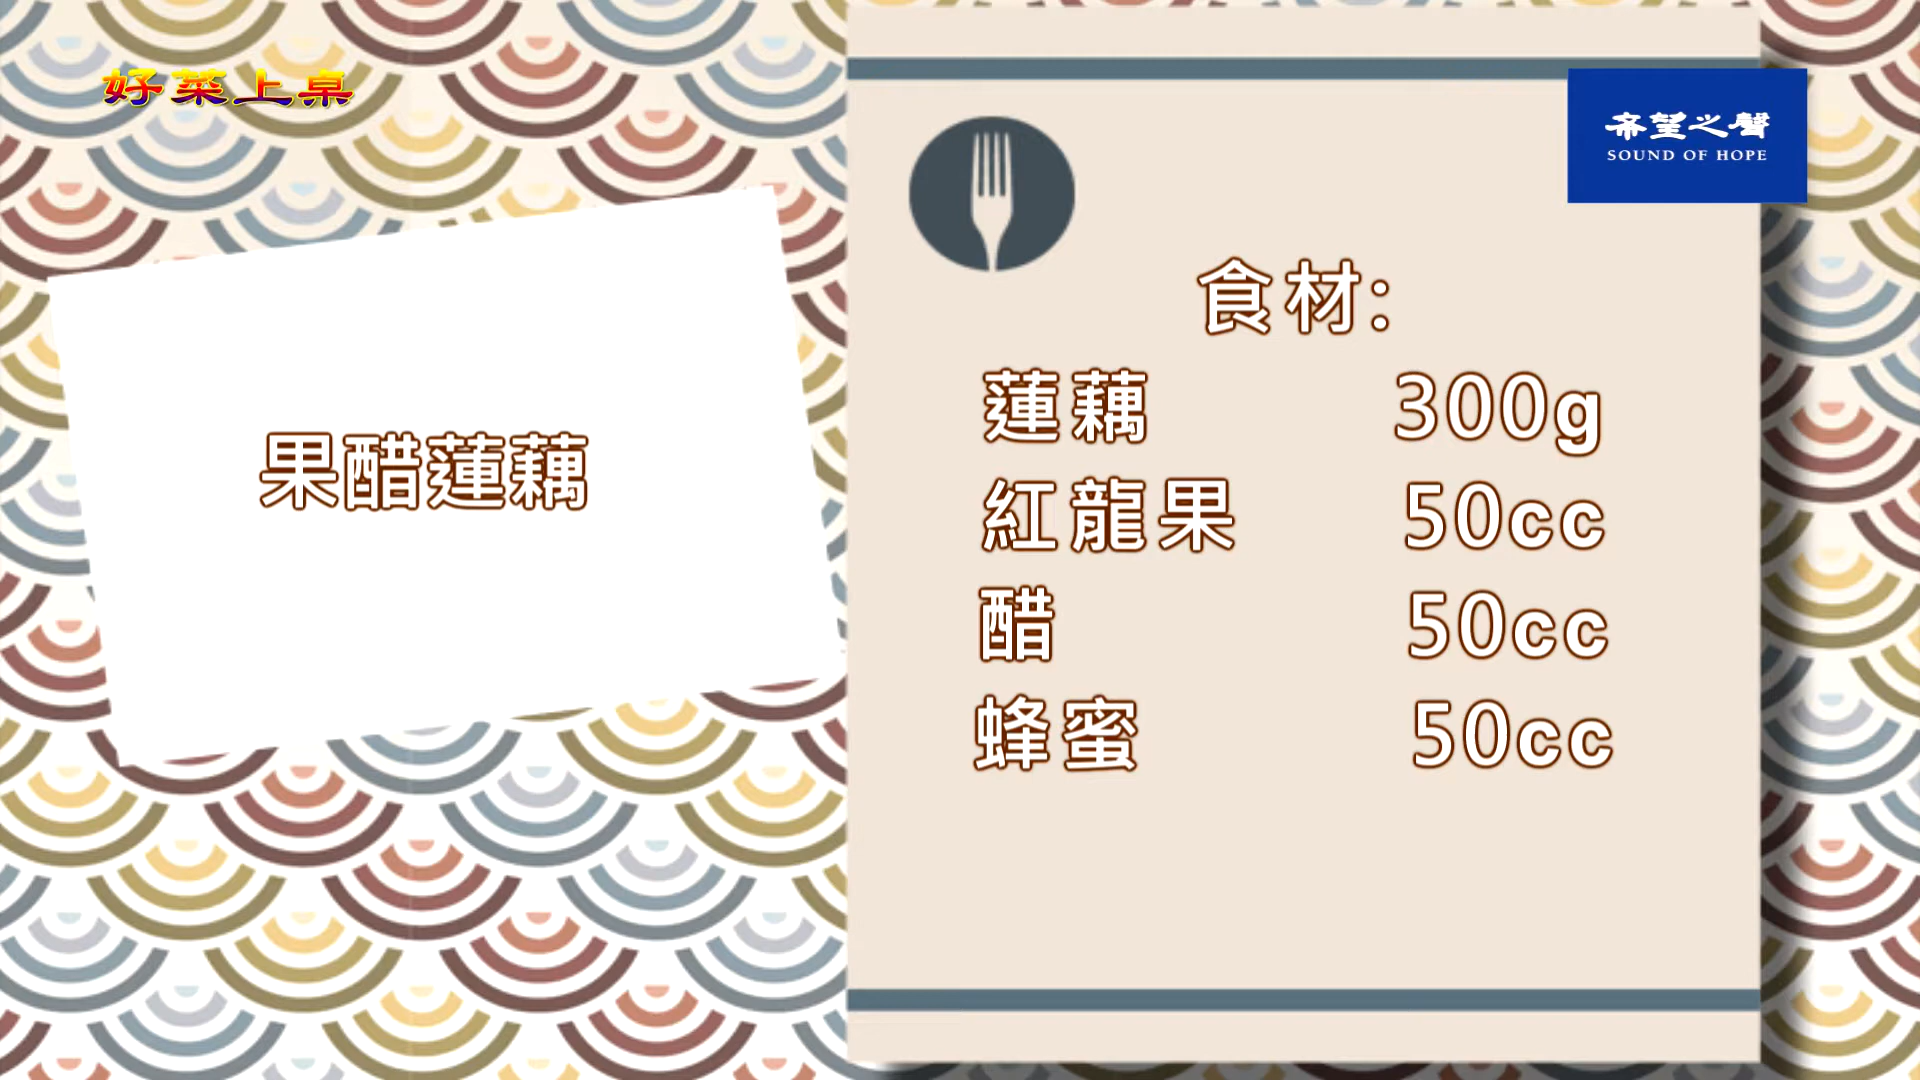 好菜上桌
希望之聲
SOUND OF HOPE
果醋蓮藕
食材:
蓮藕 300g
紅龍果 50cc
醋 50cc
蜂蜜 50cc